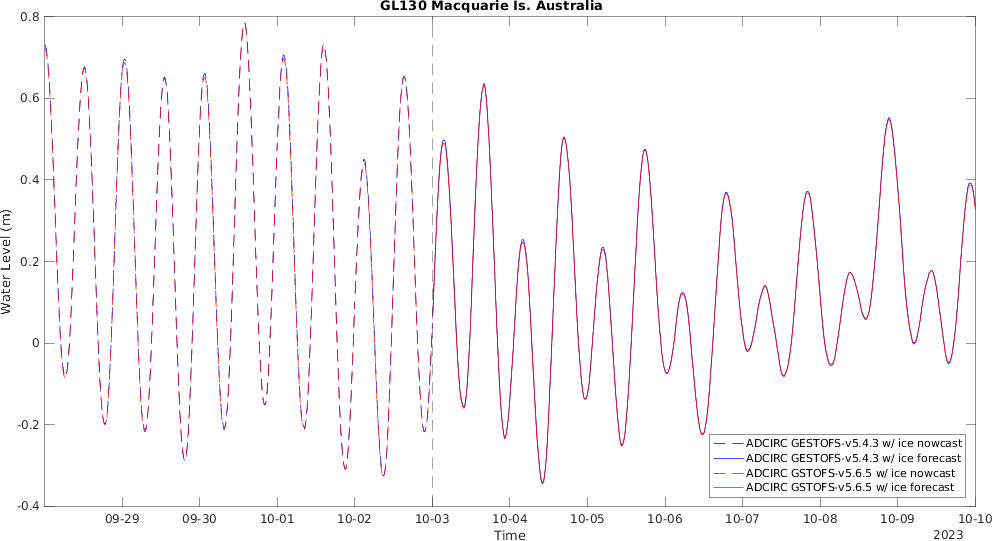 GL130 Macquarie Is. Australia
0.8
0.6
0.4
0.2
0
-0.2
-0.4
Water Level (m)
ADCIRC GESTOFS-v5.4.3 w/ ice nowcast
ADCIRC GESTOFS-v5.4.3 w/ ice forecast
ADCIRC GSTOFS-v5.6.5 w/ ice nowcast
ADCIRC GSTOFS-v5.6.5 w/ ice forecast
09-29 09-30 10-01 10-02 10-03 10-04 10-05 10-06 10-07 10-08 10-09 10-10
Time
2023